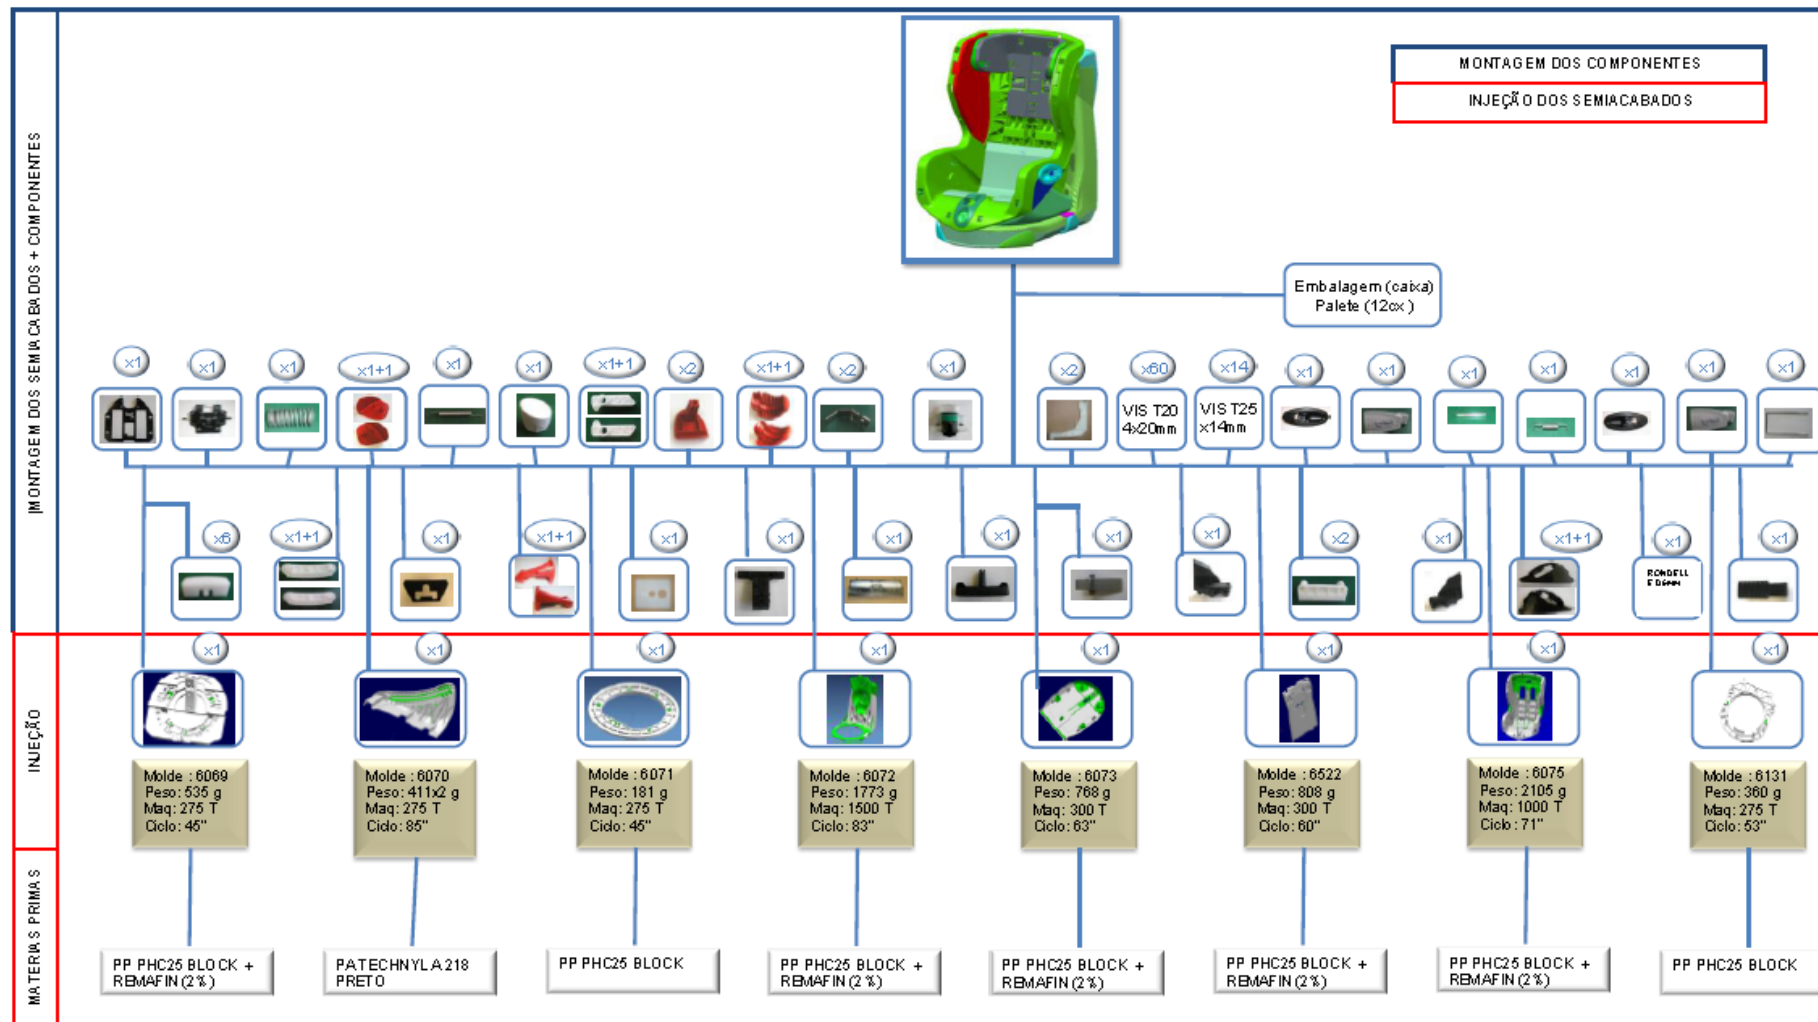 MONTAGEM DOS COMPONENTES
INJEÇÃO DOS SEMIACABADOS
MONTAGEM DOS SEMIACABADOS + COMPONENTES
Embalagem (caixa)
Palete (12cx )
x1
x1
x1
x1+1
x1
x1
x1+1
x2
x1+1
x2
x1
x2
x60
x14
x1
x1
x1
x1
x1
x1
x1
VIS T20
4x20mm
VIS T25
x14mm
x6
x1+1
x1
x1+1
x1
x1
x1
x1
x1
x1
x2
x1
x1+1
x1
x1
RONDELL
INJEÇÃO
x1
x1
x1
x1
x1
x1
x1
x1
Molde : 6069
Peso: 535 g
Maq: 275 T
Ciclo: 45"
Molde : 6070
Peso: 411x2 g
Maq: 275 T
Ciclo: 85"
Molde : 6071
Peso: 181 g
Maq: 275 T
Ciclo: 45"
Molde : 6072
Peso: 1773 g
Maq: 1500 T
Ciclo: 83"
Molde : 6073
Peso: 768 g
Maq: 300 T
Ciclo: 63"
Molde : 6522
Peso: 808 g
Maq: 300 T
Ciclo: 60"
Molde : 6075
Peso: 2105 g
Maq: 1000 T
Ciclo: 71"
Molde : 6131
Peso: 360 g
Maq: 275 T
Ciclo: 53"
MATERIAS PRIMAS
PP PHC25 BLOCK +
REMAFIN (2%)
PA TECHNYL A 218
PRETO
PP PHC25 BLOCK
PP PHC25 BLOCK +
REMAFIN (2%)
PP PHC25 BLOCK +
REMAFIN (2%)
PP PHC25 BLOCK +
REMAFIN (2%)
PP PHC25 BLOCK +
REMAFIN (2%)
PP PHC25 BLOCK